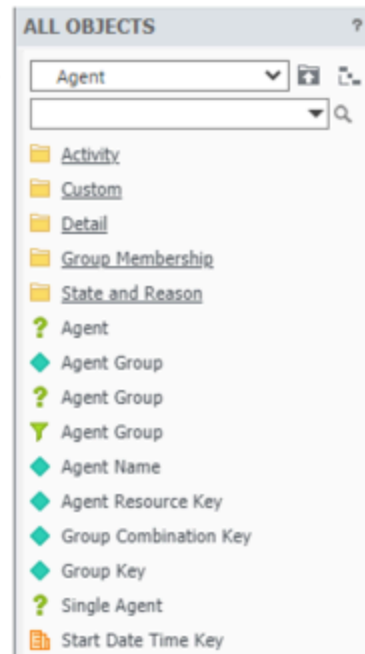 ALL OBJECTS ?
Agent
Activity
Custom
Detail
Group Membership
State and Reason
? Agent
Agent Group
? Agent Group
Agent Group
Agent Name
Agent Resource Key
Group Combination Key
Group Key
? Single Agent
Start Date Time Key